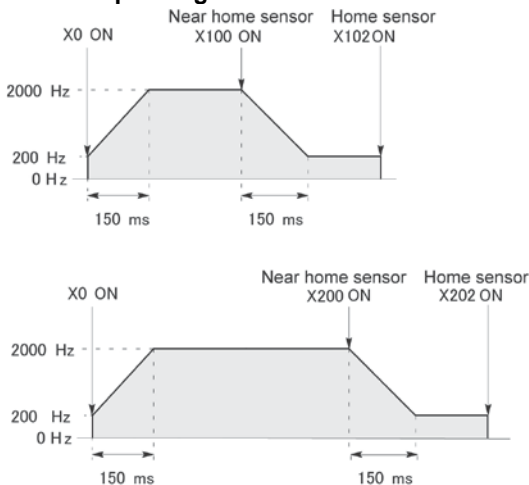 Near home sensor Home sensor
X0 ON X100 ON X102 ON
2000 Hz
200 Hz
0 Hz
150 ms 150 ms
Near home sensor Home sensor
X0 ON X200 ON X202 ON
2000 Hz
200 Hz
0 Hz
150 ms 150 ms